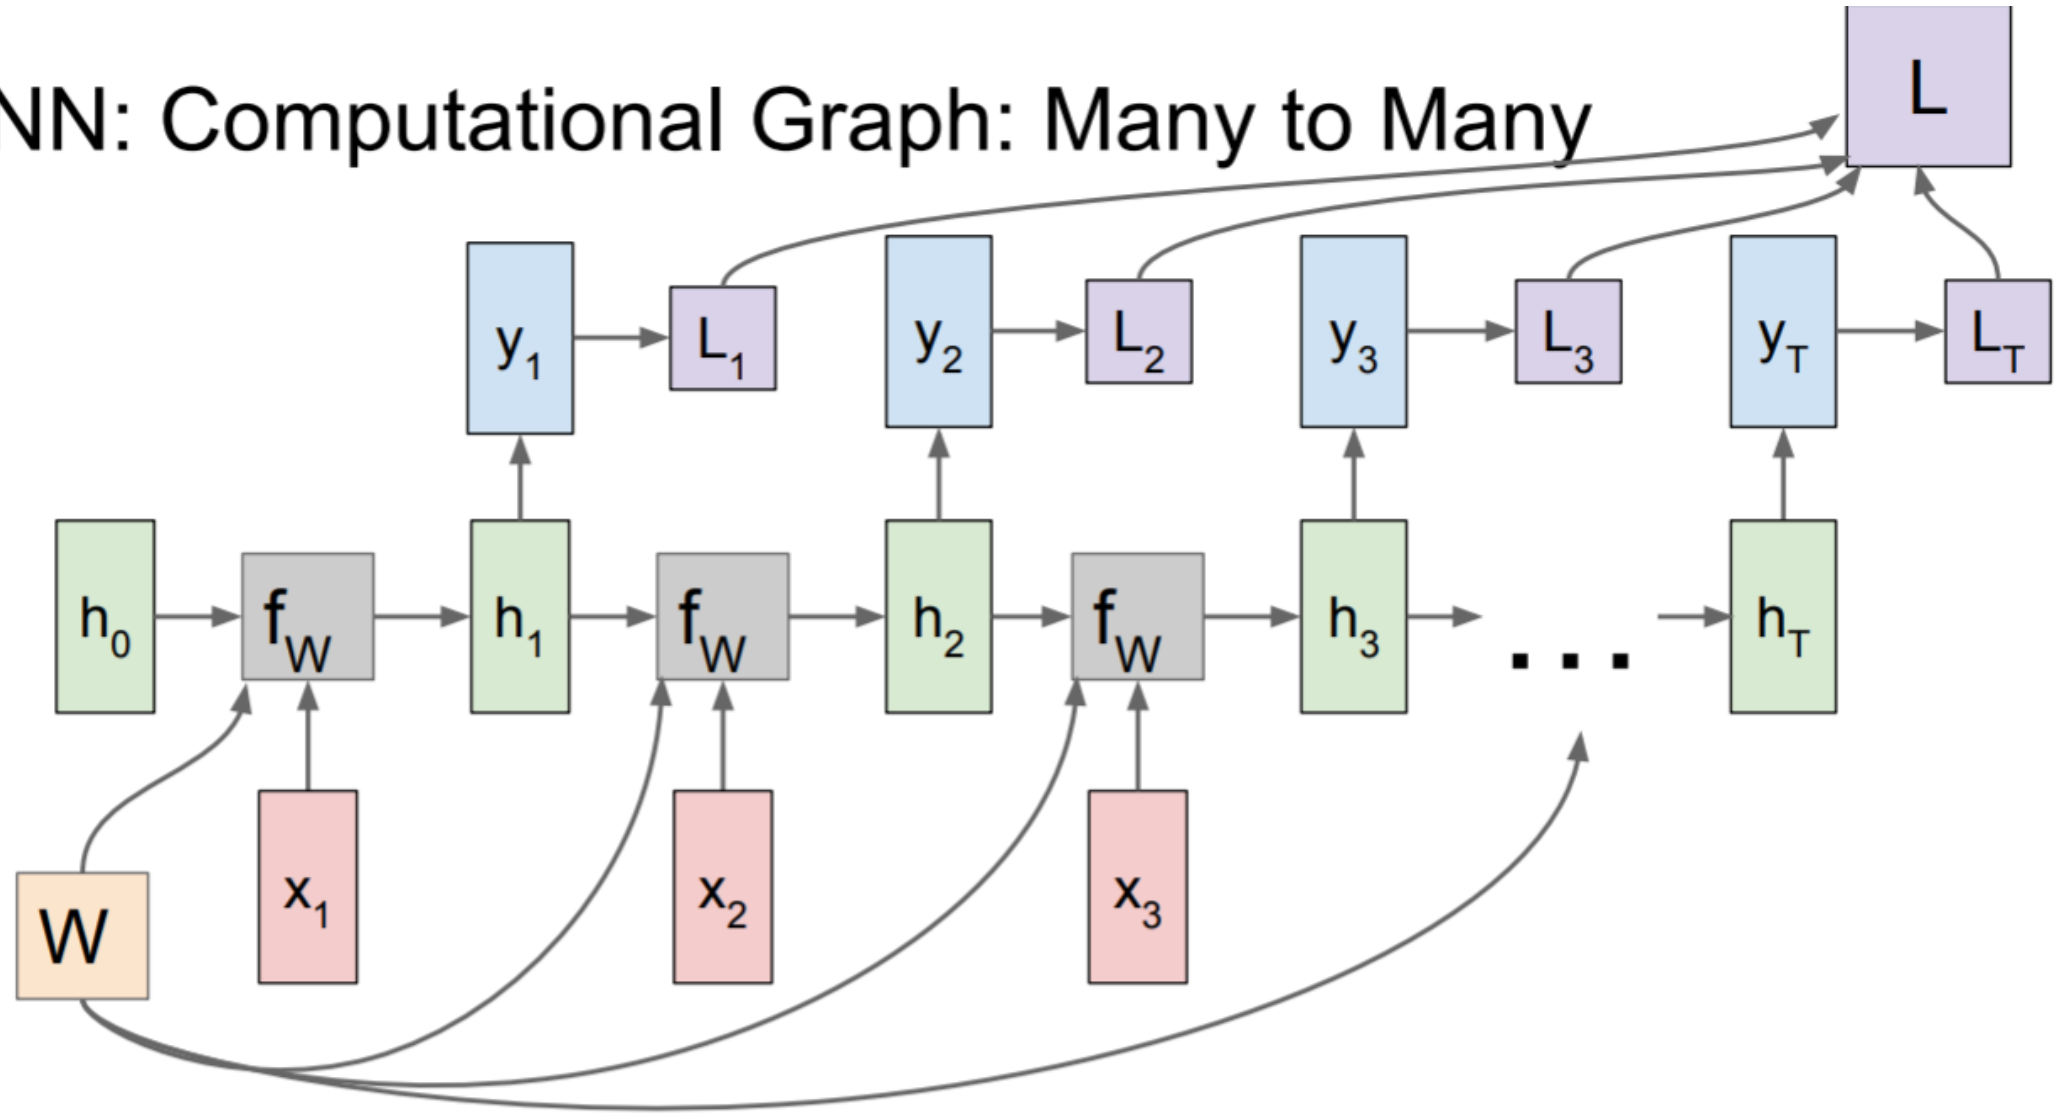 NN: Computational Graph: Many to Many
L
y1 L1 y2 L2 y3 L3 yT LT
h0 fW h1 fW h2 fW h3 ... hT
W x1 x2 x3